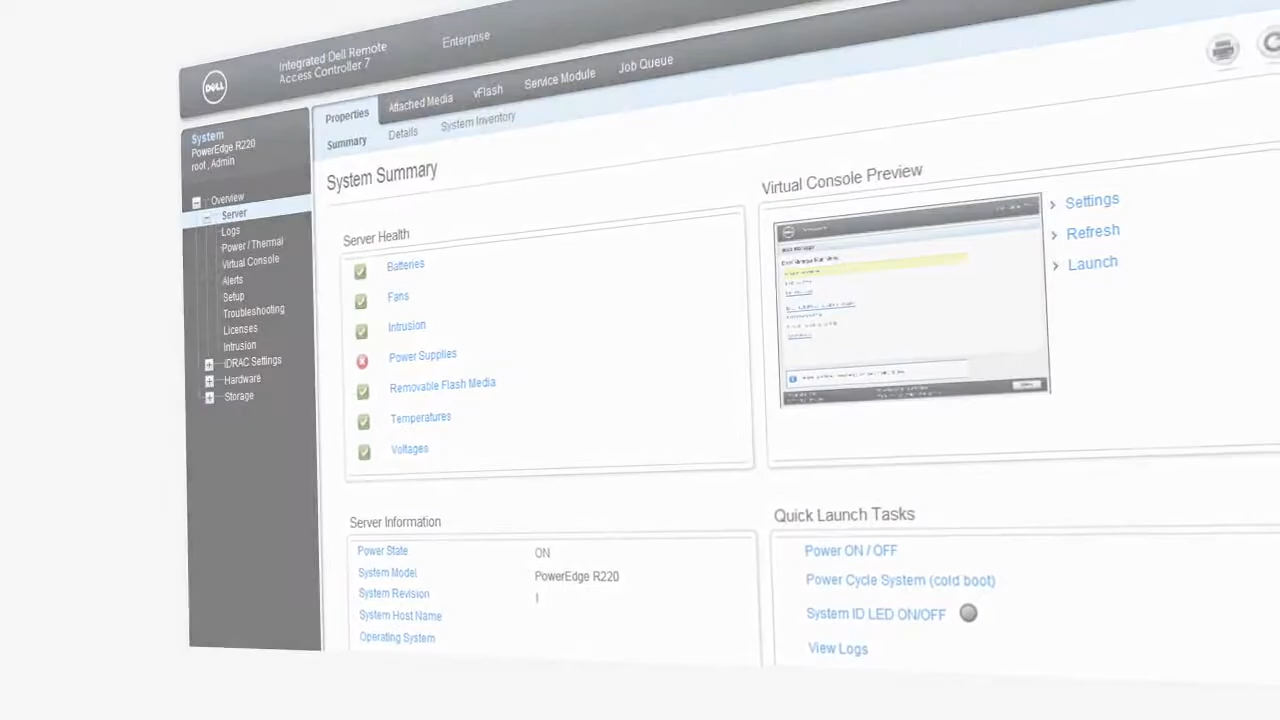 DELL
Integrated Dell Remote
Access Controller 7
Enterprise
System
PowerEdge R220
root , Admin
Overview
Server
Logs
Power / Thermal
Virtual Console
Alerts
Setup
Troubleshooting
Licenses
Intrusion
iDRAC Settings
Hardware
Storage
Properties
Attached Media
vFlash
Service Module
Job Queue
Summary
Details
System Inventory
System Summary
Server Health
Batteries
Fans
Intrusion
Power Supplies
Removable Flash Media
Temperatures
Voltages
Virtual Console Preview
Settings
Refresh
Launch
Server Information
Power State ON
System Model PowerEdge R220
System Revision I
System Host Name
Operating System
Quick Launch Tasks
Power ON / OFF
Power Cycle System (cold boot)
System ID LED ON/OFF
View Logs